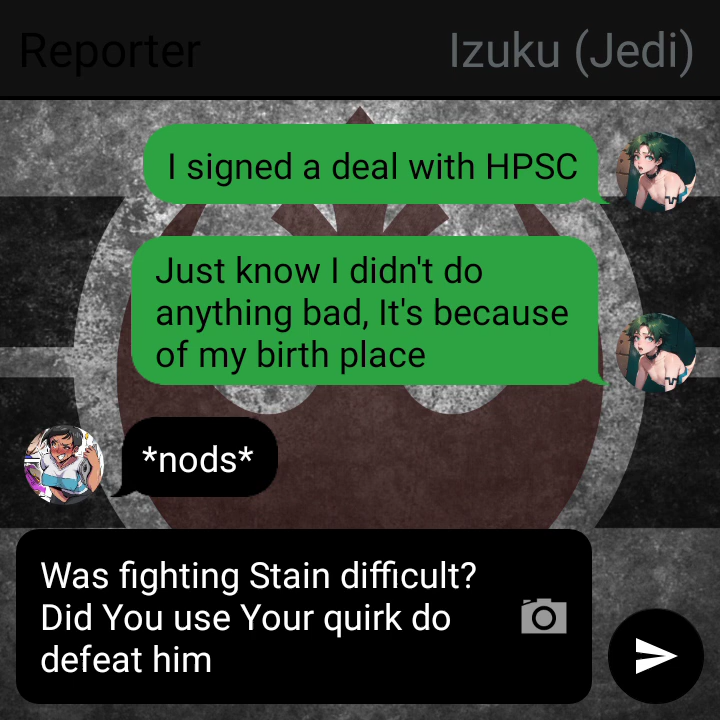 Reporter
Izuku (Jedi)
I signed a deal with HPSC
Just know I didn't do
anything bad, It's because
of my birth place
*nods*
Was fighting Stain difficult?
Did You use Your quirk do
defeat him